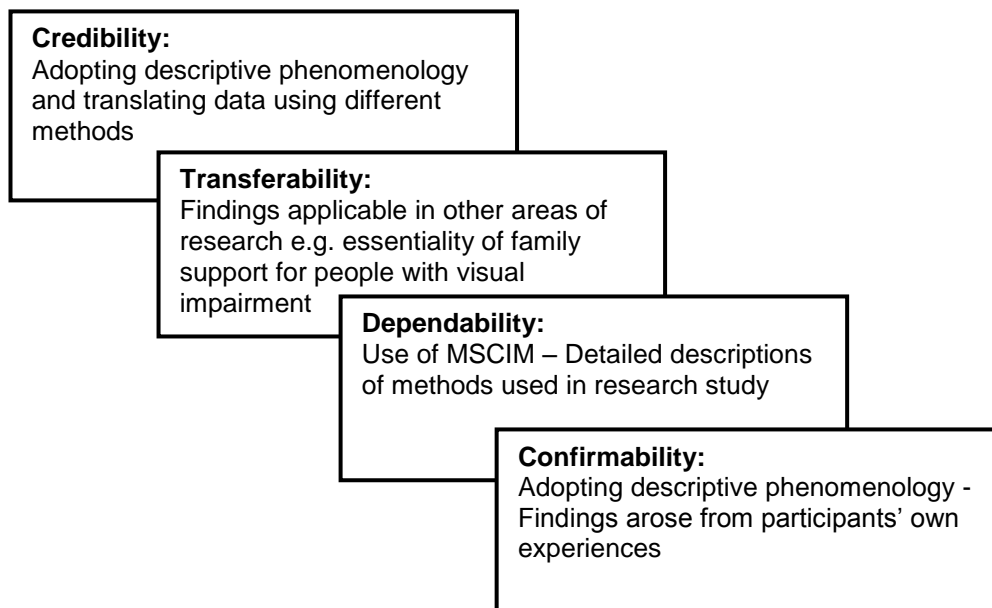 Credibility:
Adopting descriptive phenomenology
and translating data using different
methods
Transferability:
Findings applicable in other areas of
research e.g. essentiality of family
support for people with visual
impairment
Dependability:
Use of MSCIM – Detailed descriptions
of methods used in research study
Confirmability:
Adopting descriptive phenomenology -
Findings arose from participants’ own
experiences